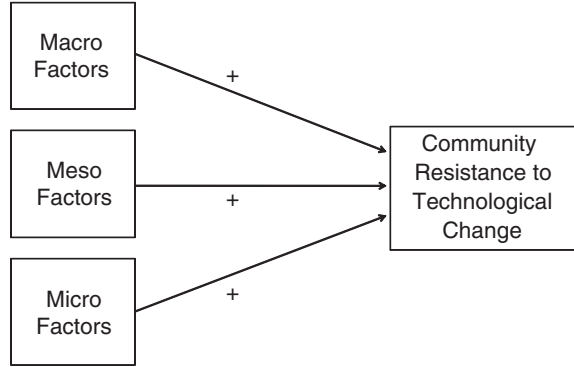 Macro
Factors
+
Meso
Factors
+
Micro
Factors
+
Community
Resistance to
Technological
Change